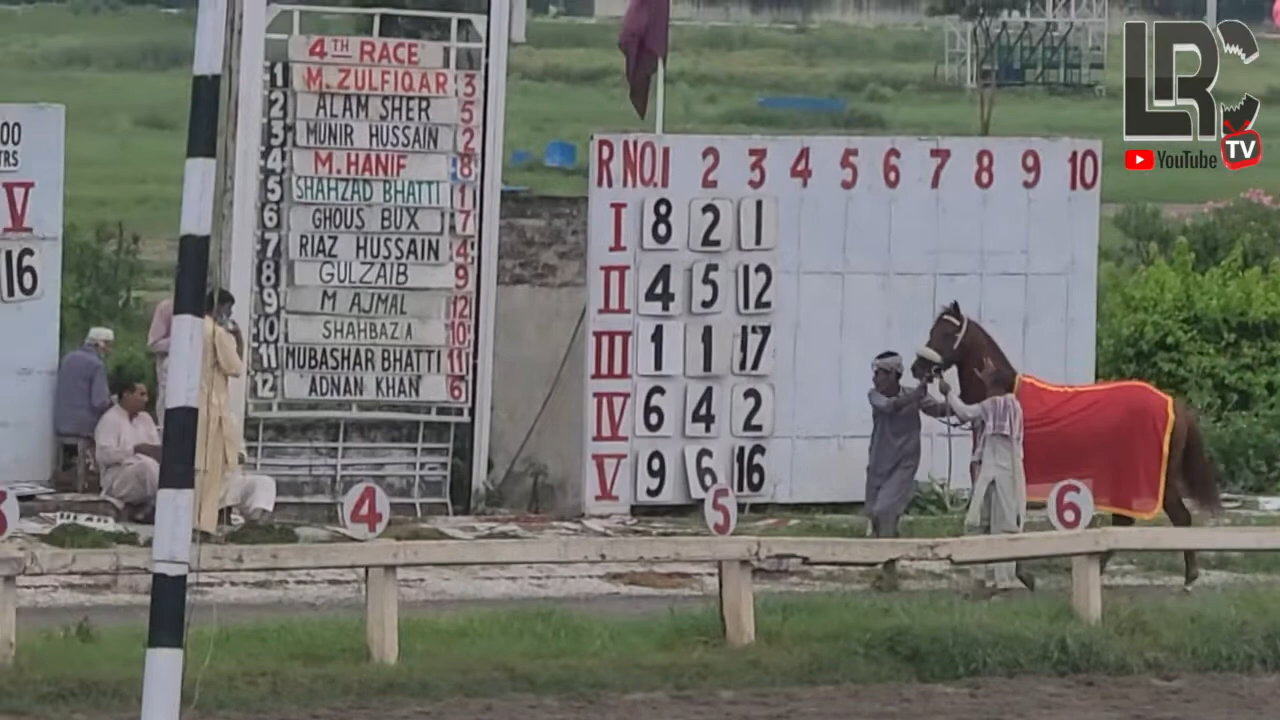 00
TRS
V
16
4TH RACE
1 M.ZULFIQAR 3
2 ALAM SHER 5
3 MUNIR HUSSAIN 2
4 M.HANIF 8
5 SHAHZAD BHATTI 1
6 GHOUS BUX 7
7 RIAZ HUSSAIN 4
8 GULZAIB 9
9 M AJMAL 12
10 SHAHBAZ A 10
11 MUBASHAR BHATTI 11
12 ADNAN KHAN 6
R NO.1 2 3 4 5 6 7 8 9 10
I 8 2 1
II 4 5 12
III 1 1 17
IV 6 4 2
V 9 6 16
3 4 5 6
LRC
YouTube TV